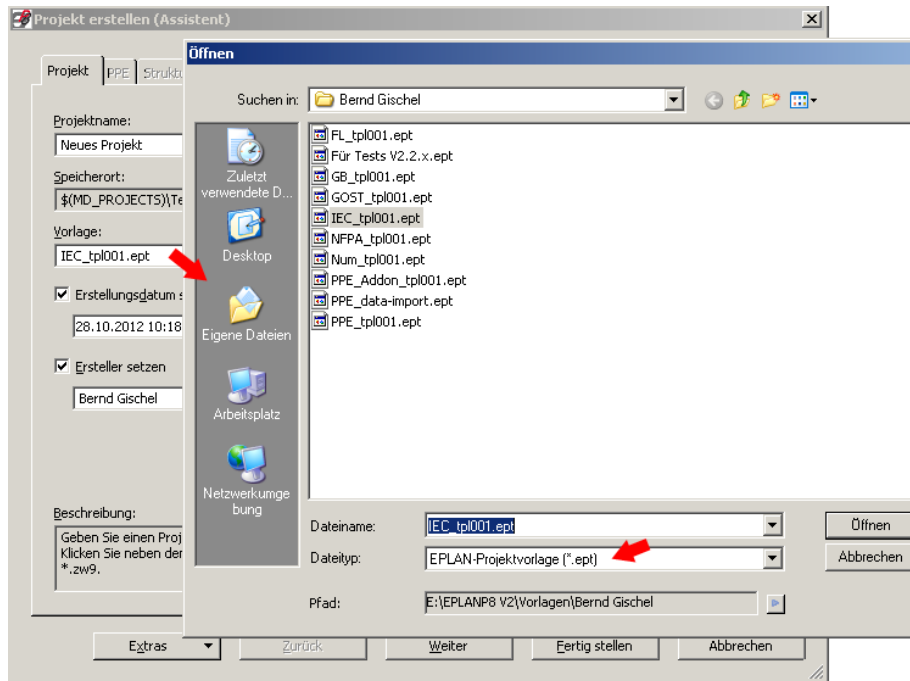 Projekt erstellen (Assistent)
Projekt
PPE
Projektname:
Neues Projekt
Speicherort:
$(MD_PROJECTS)\Te
Vorlage:
IEC_tpl001.ept
Erstellungsdatum s
28.10.2012 10:18
Ersteller setzen
Bernd Gischel
Beschreibung:
Geben Sie einen Proj
Klicken Sie neben der
*.zw9.
Extras
Zurück
Weiter
Fertig stellen
Abbrechen
Öffnen
Suchen in:
Bernd Gischel
Zuletzt
verwendete D...
Desktop
Eigene Dateien
Arbeitsplatz
Netzwerkumge
bung
FL_tpl001.ept
Für Tests V2.2.x.ept
GB_tpl001.ept
GOST_tpl001.ept
IEC_tpl001.ept
NFPA_tpl001.ept
Num_tpl001.ept
PPE_Addon_tpl001.ept
PPE_data-import.ept
PPE_tpl001.ept
Dateiname:
IEC_tpl001.ept
Öffnen
Dateityp:
EPLAN-Projektvorlage (*.ept)
Abbrechen
Pfad:
E:\EPLANP8 V2\Vorlagen\Bernd Gischel